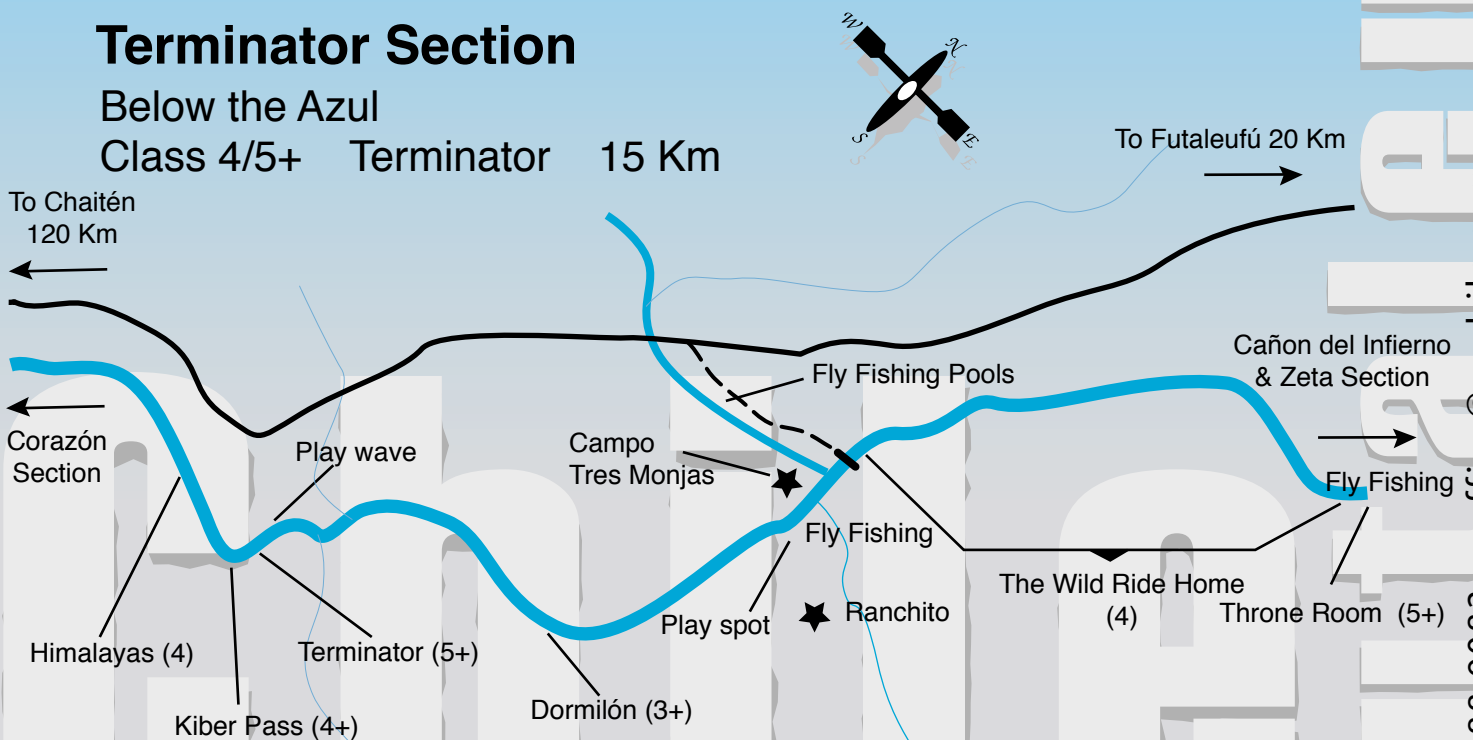 Terminator Section
Below the Azul
Class 4/5+ Terminator 15 Km
W
N
S
E
To Futaleufú 20 Km
To Chaitén
120 Km
Cañon del Infierno
& Zeta Section
Fly Fishing Pools
Corazón
Section
Play wave
Campo
Tres Monjas
Fly Fishing
Fly Fishing
The Wild Ride Home
(4)
Throne Room (5+)
Play spot
Ranchito
Himalayas (4)
Terminator (5+)
Dormilón (3+)
Kiber Pass (4+)